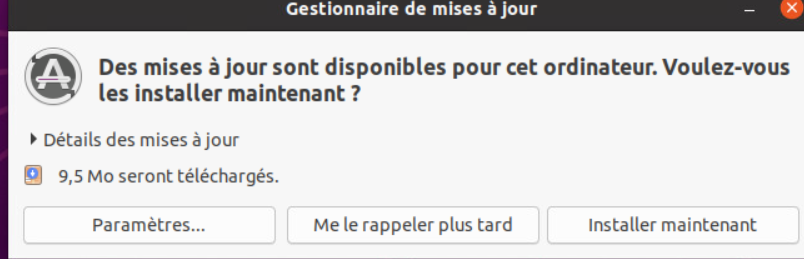 Gestionnaire de mises à jour
Des mises à jour sont disponibles pour cet ordinateur. Voulez-vous
les installer maintenant ?
Détails des mises à jour
9,5 Mo seront téléchargés.
Paramètres... Me le rappeler plus tard Installer maintenant